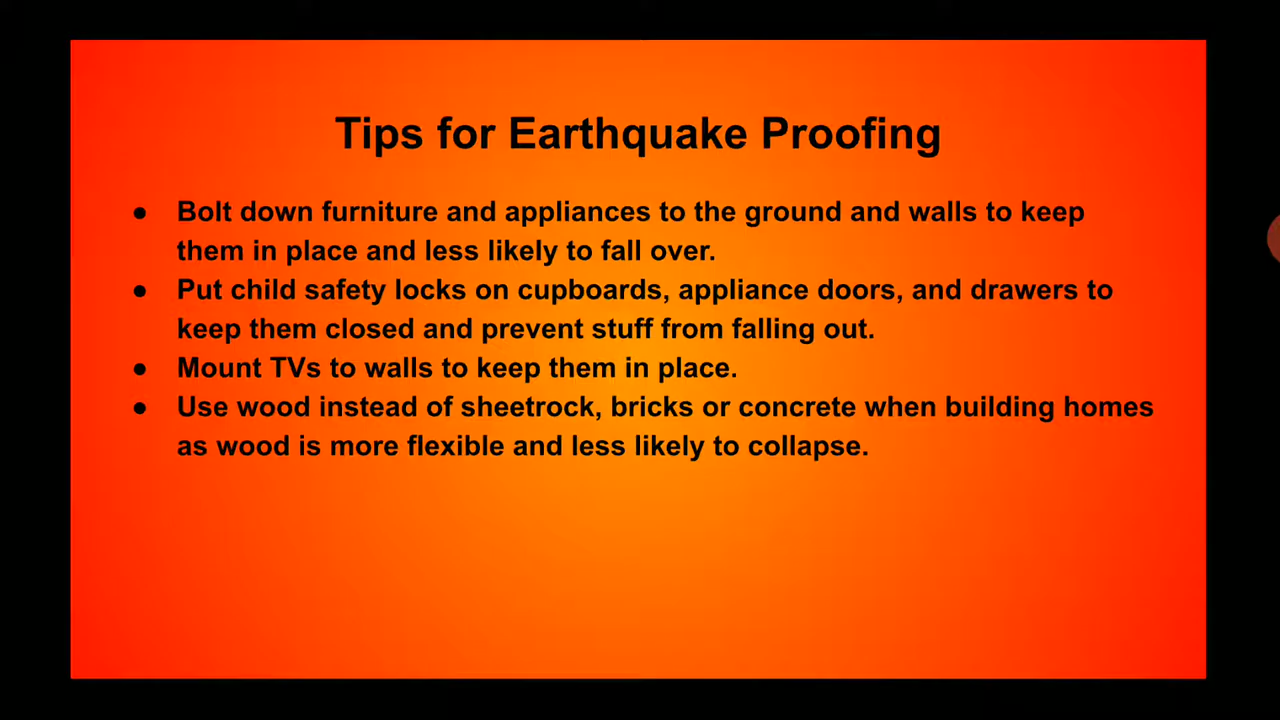 Tips for Earthquake Proofing
● Bolt down furniture and appliances to the ground and walls to keep
them in place and less likely to fall over.
● Put child safety locks on cupboards, appliance doors, and drawers to
keep them closed and prevent stuff from falling out.
● Mount TVs to walls to keep them in place.
● Use wood instead of sheetrock, bricks or concrete when building homes
as wood is more flexible and less likely to collapse.